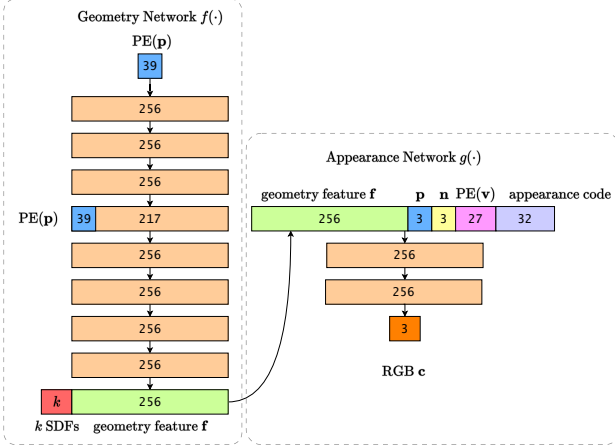 Geometry Network f(·)
PE(p)
39
256
256
256
PE(p) 39 217
256
256
256
256
k 256
k SDFs geometry feature f
Appearance Network g(·)
geometry feature f p n PE(v) appearance code
256 3 3 27 32
256
256
3
RGB c